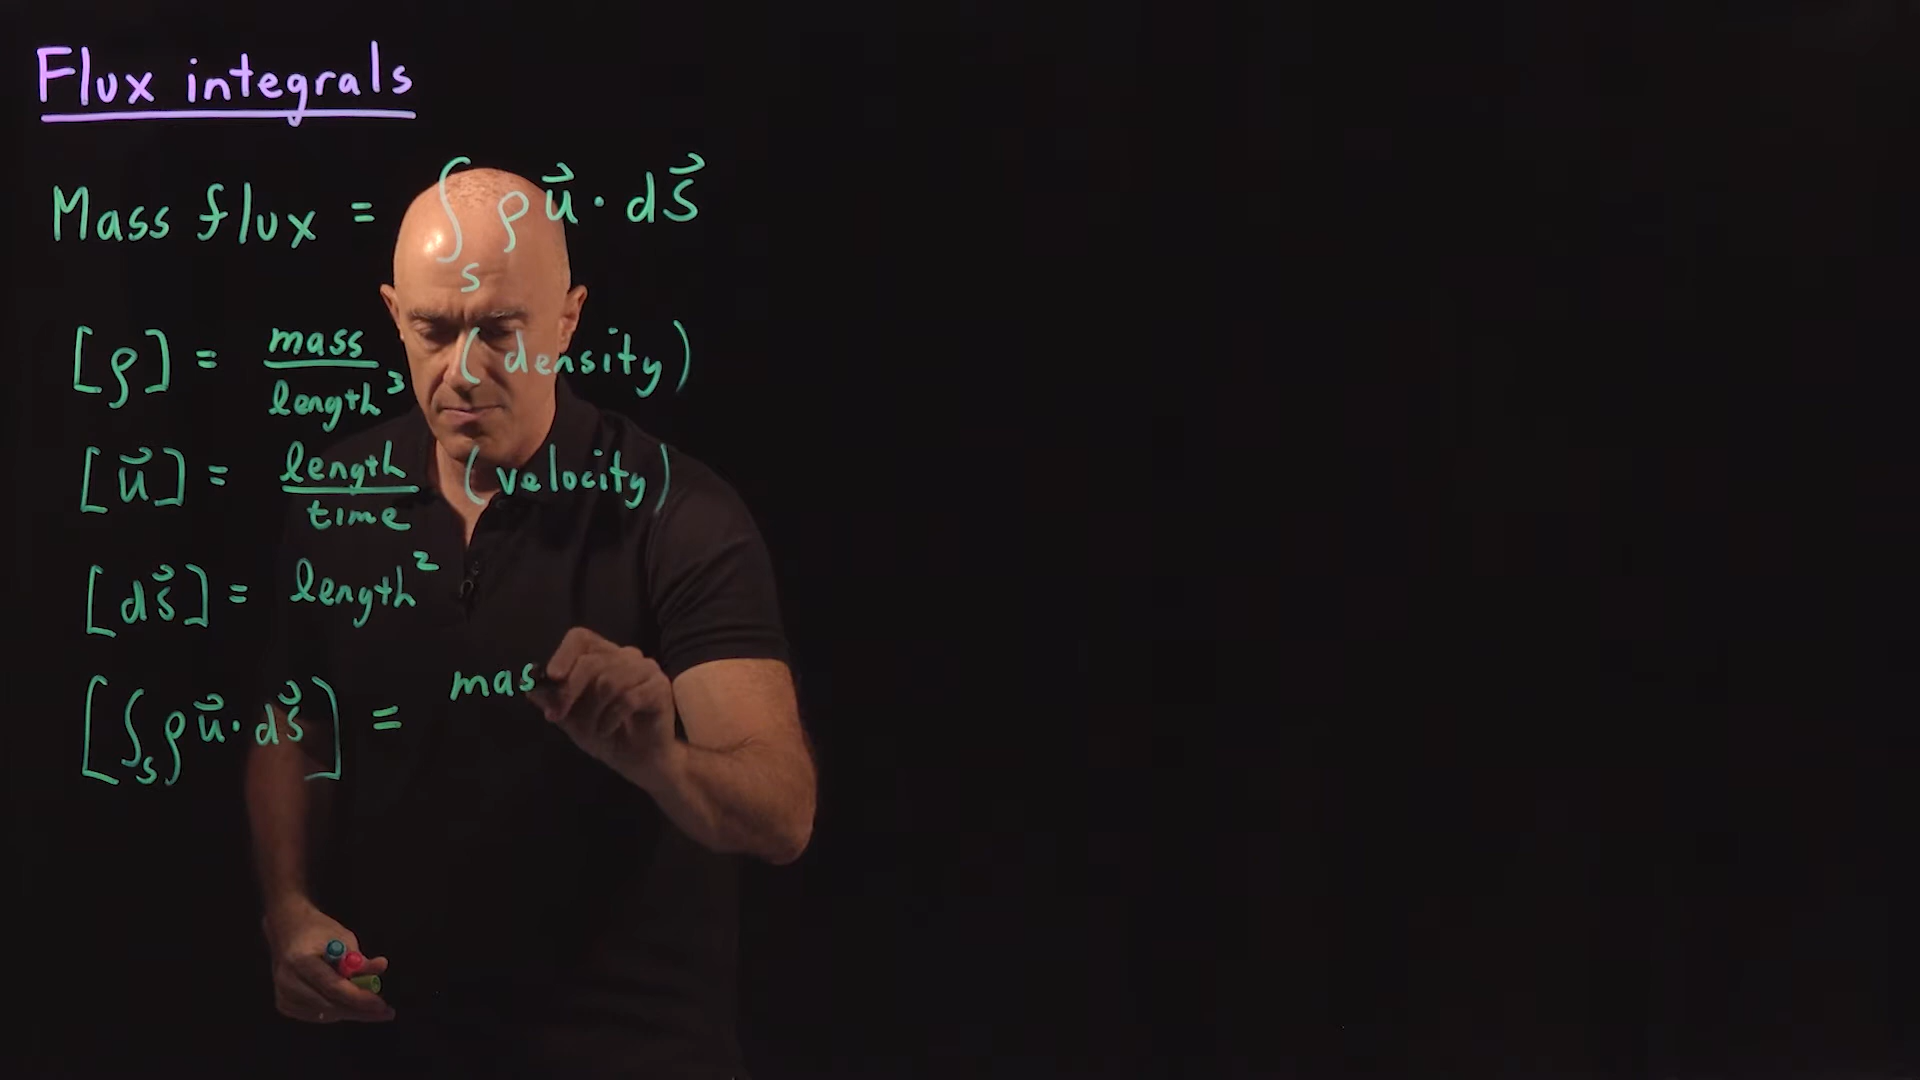 Flux integrals
Mass flux = ∫_S ρ u⃗ · dS⃗
[ρ] = mass/length³ (density)
[u⃗] = length/time (velocity)
[dS⃗] = length²
[∫_S ρ u⃗ · dS⃗] = mas